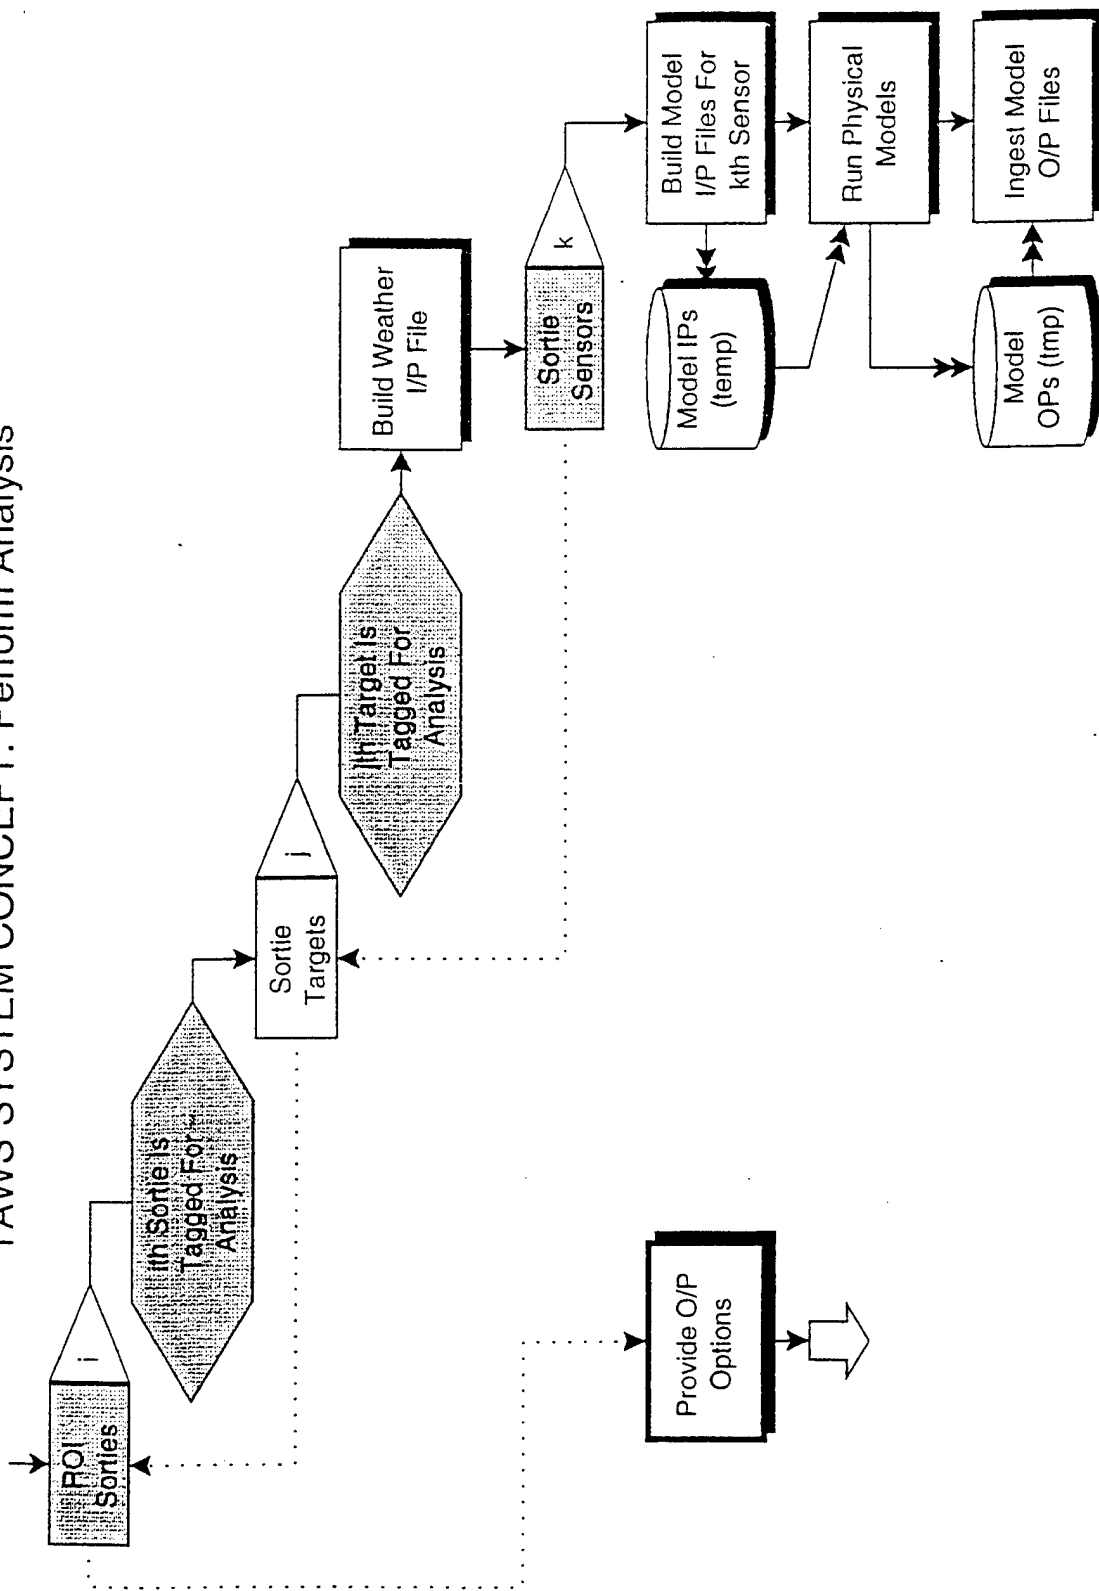 TAWS SYSTEM CONCEPT: Perform Analysis
ROI
Sorties
i
ith Sortie Is
Tagged For
Analysis
Sortie
Targets
j
jth Target Is
Tagged For
Analysis
Build Weather
I/P File
Sortie
Sensors
k
Build Model
I/P Files For
kth Sensor
Model IPs
(temp)
Run Physical
Models
Model
OPs (tmp)
Ingest Model
O/P Files
Provide O/P
Options